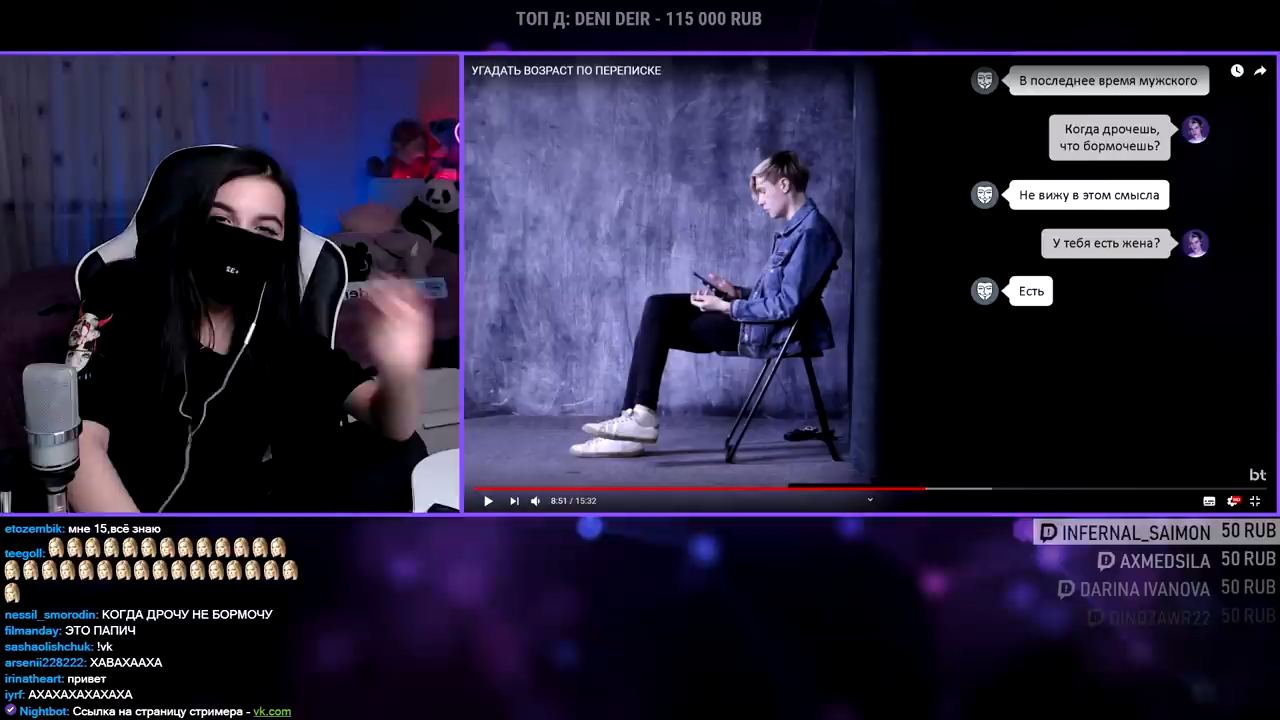 ТОП Д: DENI DEIR - 115 000 RUB
УГАДАТЬ ВОЗРАСТ ПО ПЕРЕПИСКЕ
В последнее время мужского
Когда дрочешь,
что бормочешь?
Не вижу в этом смысла
У тебя есть жена?
Есть
bt
8:51 / 15:32
etozembik: мне 15,всё знаю
teegoll:
nessil_smorodin: КОГДА ДРОЧУ НЕ БОРМОЧУ
filmanday: ЭТО ПАПИЧ
sashaolishchuk: !vk
arsenii228222: ХАВАХААХА
irinatheart: привет
iyrf: АХАХАХАХАХАХА
Nightbot: Ссылка на страницу стримера - vk.com
INFERNAL_SAIMON 50 RUB
AXMEDSILA 50 RUB
DARINA IVANOVA 50 RUB
DINOZAWR22 50 RUB